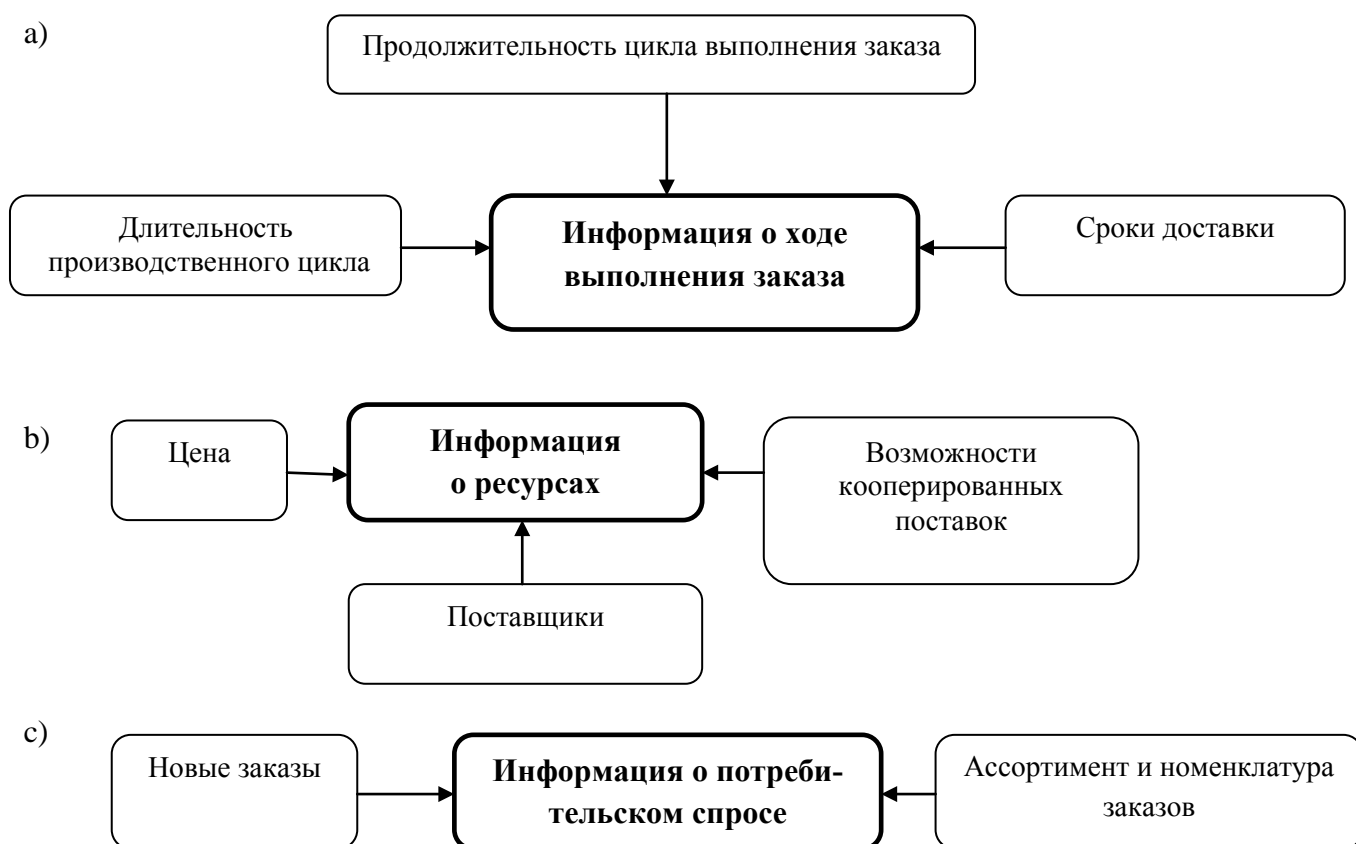 a)
Продолжительность цикла выполнения заказа
Длительность
производственного цикла
Информация о ходе
выполнения заказа
Сроки доставки
b)
Цена
Информация
о ресурсах
Возможности
кооперированных
поставок
Поставщики
c)
Новые заказы
Информация о потреби-
тельском спросе
Ассортимент и номенклатура
заказов